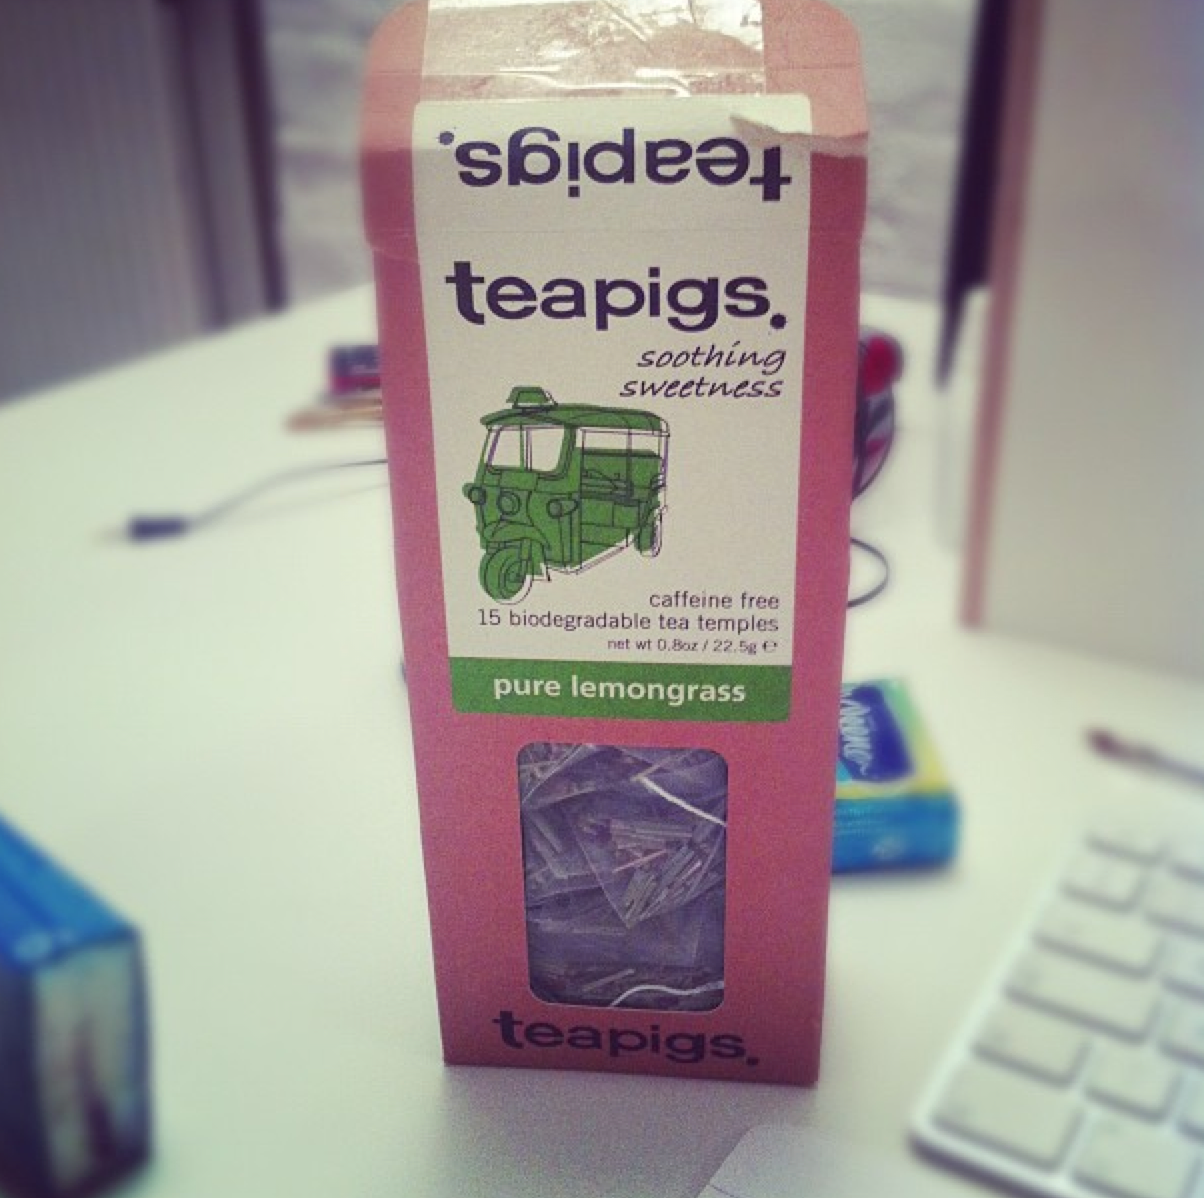 teapigs.
teapigs.
soothing
sweetness
caffeine free
15 biodegradable tea temples
net wt 0.8oz / 22.5g ℮
pure lemongrass
teapigs.